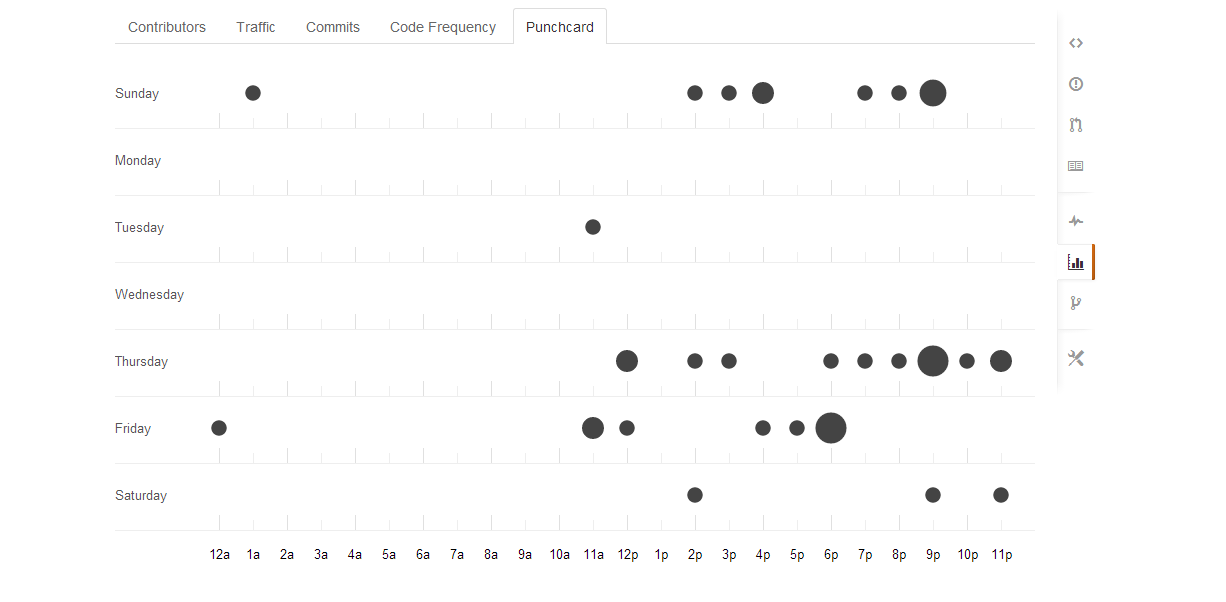 Contributors Traffic Commits Code Frequency Punchcard
Sunday
Monday
Tuesday
Wednesday
Thursday
Friday
Saturday
12a 1a 2a 3a 4a 5a 6a 7a 8a 9a 10a 11a 12p 1p 2p 3p 4p 5p 6p 7p 8p 9p 10p 11p